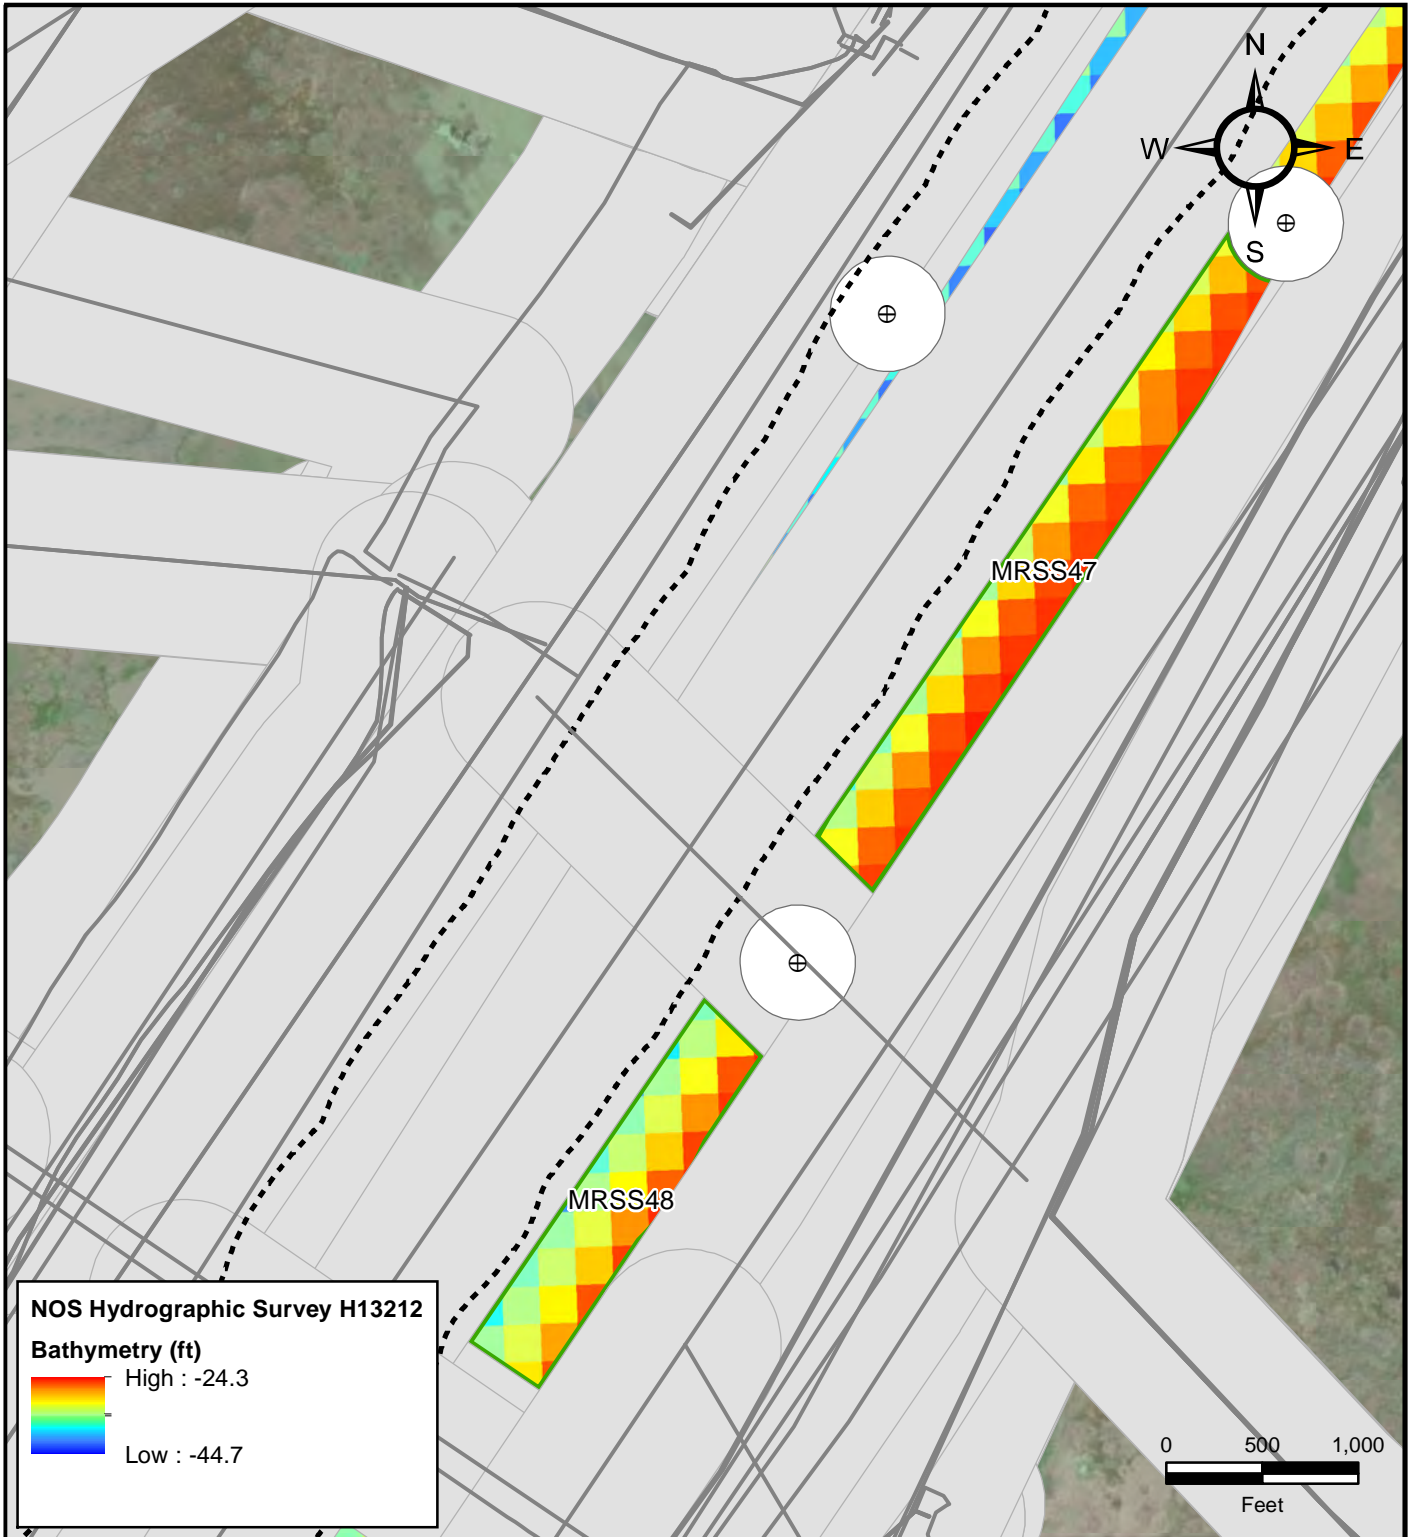 N
W
E
S
MRSS47
MRSS48
NOS Hydrographic Survey H13212
Bathymetry (ft)
High : -24.3
Low : -44.7
0 500 1,000
Feet